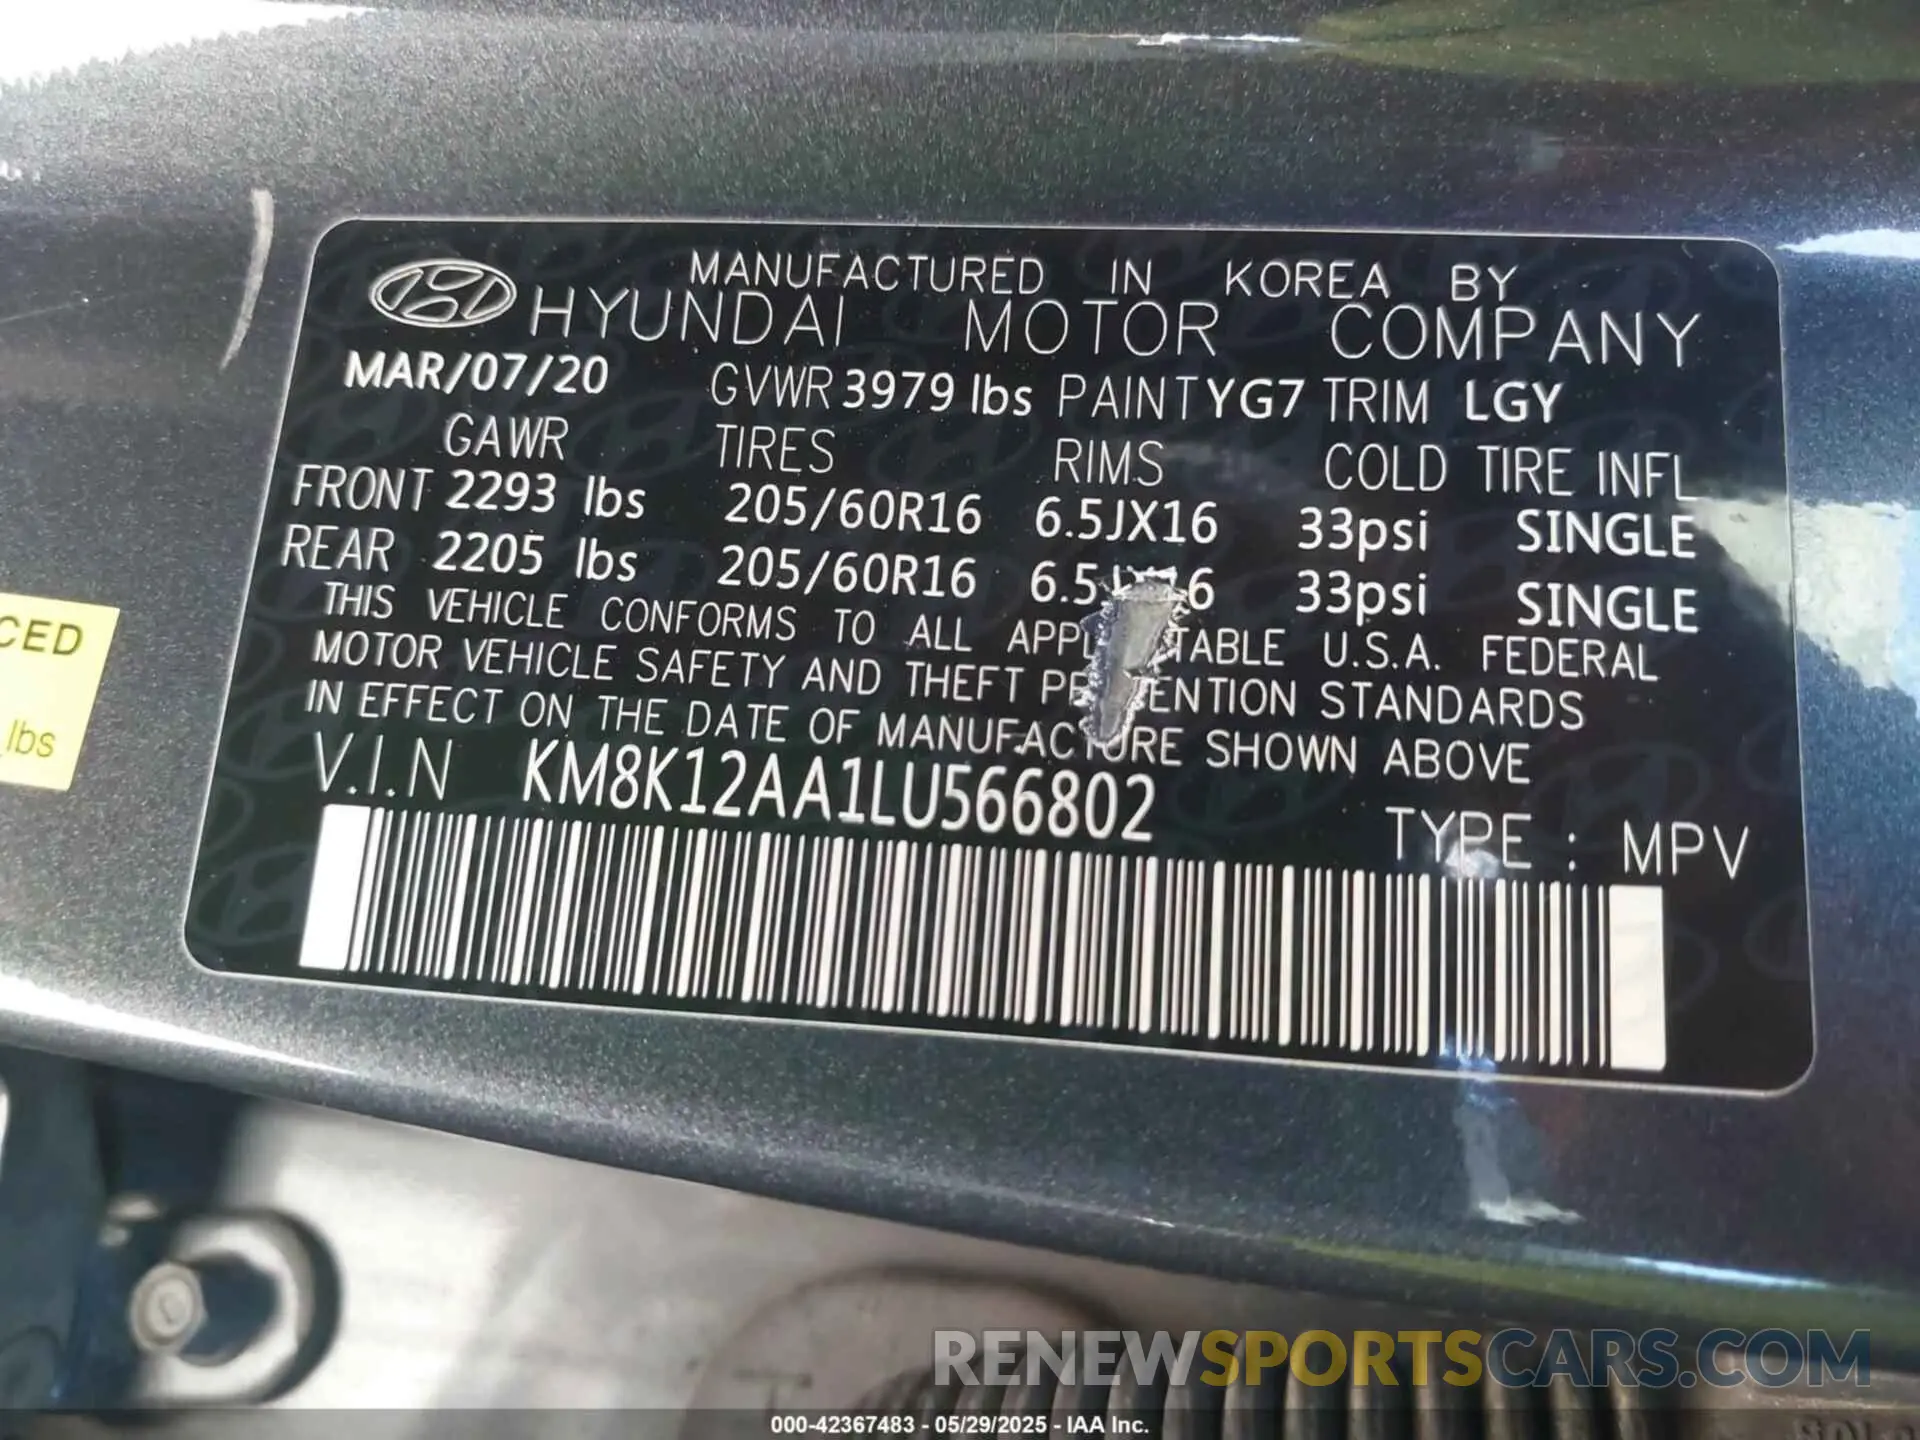 MANUFACTURED IN KOREA BY
HYUNDAI MOTOR COMPANY
MAR/07/20 GVWR 3979 lbs PAINT YG7 TRIM LGY
GAWR TIRES RIMS COLD TIRE INFL
FRONT 2293 lbs 205/60R16 6.5JX16 33psi SINGLE
REAR 2205 lbs 205/60R16 33psi SINGLE
THIS VEHICLE CONFORMS TO ALL U.S.A. FEDERAL
MOTOR VEHICLE SAFETY AND THEFT STANDARDS
IN EFFECT ON THE DATE OF MANUFACTURE SHOWN ABOVE
V.I.N KM8K12AA1LU566802
TYPE : MPV
CED
lbs
RENEWSPORTSCARS.COM
000-42367483 - 05/29/2025 - IAA Inc.